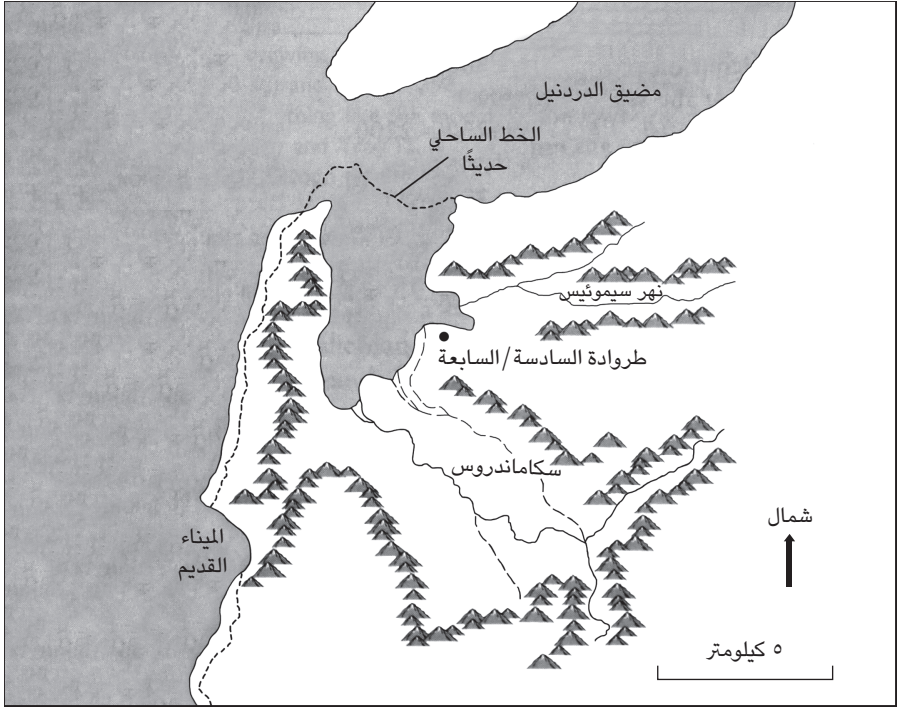 مضيق الدردنيل
الخط الساحلي
حديثًا
نهر سيموئيس
طروادة السادسة/السابعة
سكاماندروس
شمال
الميناء
القديم
٥ كيلومتر